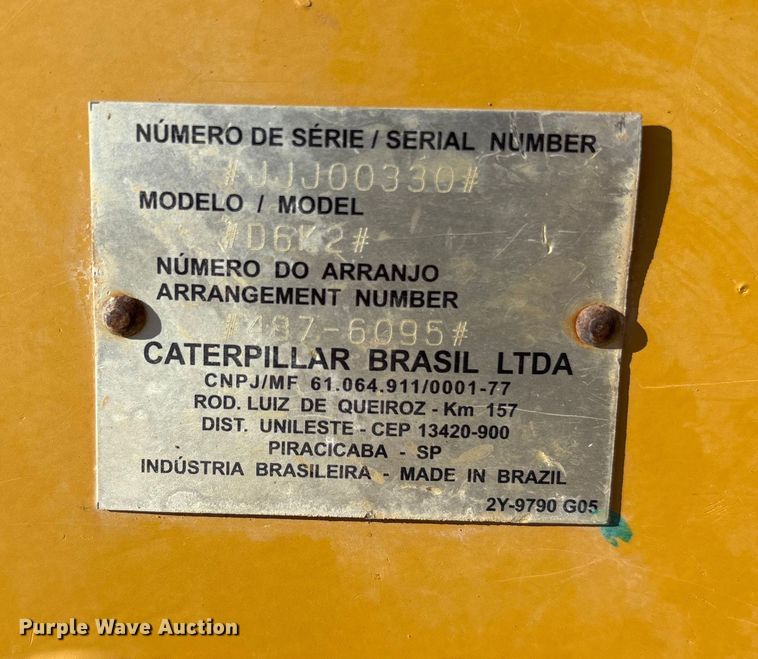 NÚMERO DE SÉRIE / SERIAL NUMBER
#JJJ00330#
MODELO / MODEL
#D6K2#
NÚMERO DO ARRANJO
ARRANGEMENT NUMBER
#487-6095#
CATERPILLAR BRASIL LTDA
CNPJ/MF 61.064.911/0001-77
ROD. LUIZ DE QUEIROZ - Km 157
DIST. UNILESTE - CEP 13420-900
PIRACICABA - SP
INDÚSTRIA BRASILEIRA - MADE IN BRAZIL
2Y-9790 G05
Purple Wave Auction